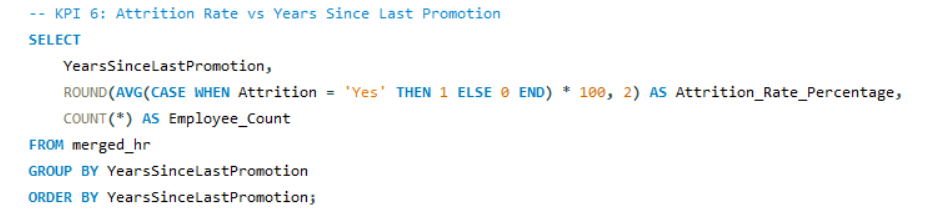 -- KPI 6: Attrition Rate vs Years Since Last Promotion
SELECT
    YearsSinceLastPromotion,
    ROUND(AVG(CASE WHEN Attrition = 'Yes' THEN 1 ELSE 0 END) * 100, 2) AS Attrition_Rate_Percentage,
    COUNT(*) AS Employee_Count
FROM merged_hr
GROUP BY YearsSinceLastPromotion
ORDER BY YearsSinceLastPromotion;